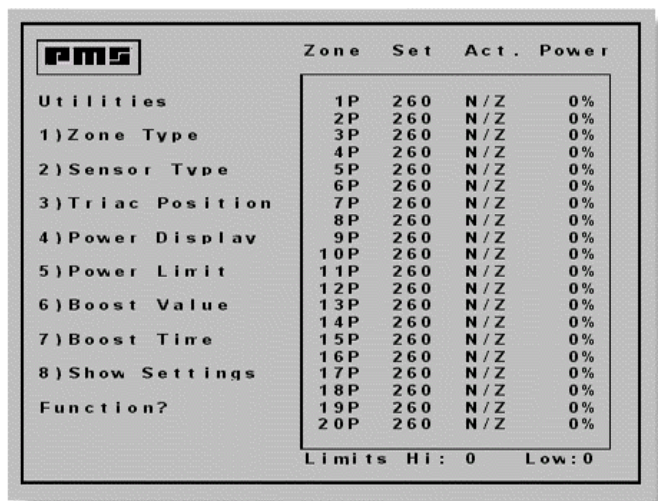 pms
Utilities
1)Zone Type
2)Sensor Type
3)Triac Position
4)Power Display
5)Power Limit
6)Boost Value
7)Boost Time
8)Show Settings
Function?
Zone Set Act. Power
1P 260 N/Z 0%
2P 260 N/Z 0%
3P 260 N/Z 0%
4P 260 N/Z 0%
5P 260 N/Z 0%
6P 260 N/Z 0%
7P 260 N/Z 0%
8P 260 N/Z 0%
9P 260 N/Z 0%
10P 260 N/Z 0%
11P 260 N/Z 0%
12P 260 N/Z 0%
13P 260 N/Z 0%
14P 260 N/Z 0%
15P 260 N/Z 0%
16P 260 N/Z 0%
17P 260 N/Z 0%
18P 260 N/Z 0%
19P 260 N/Z 0%
20P 260 N/Z 0%
Limits Hi: 0 Low:0